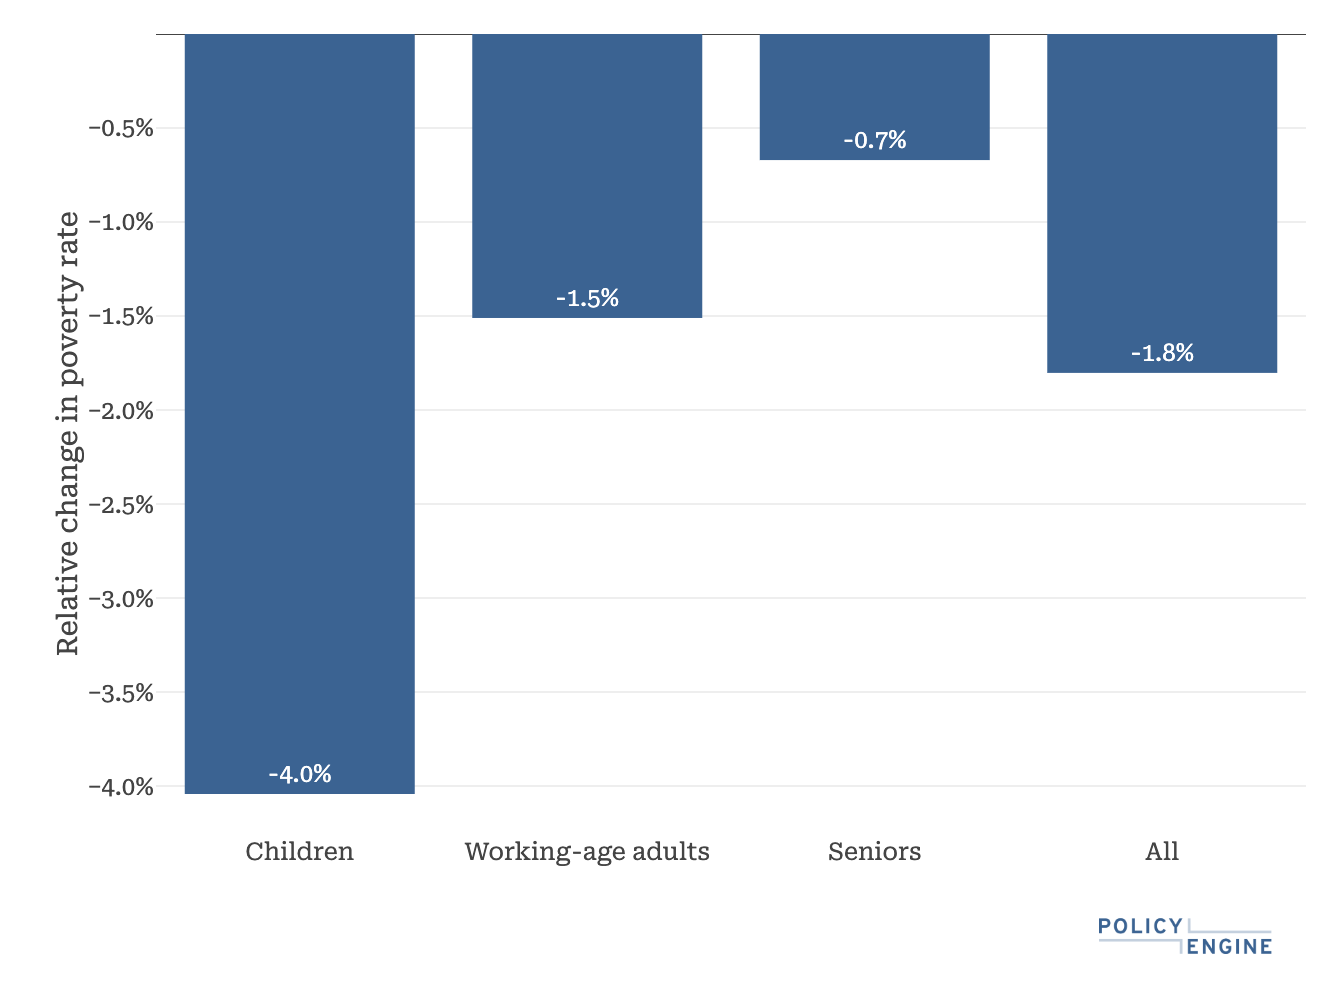 Relative change in poverty rate
−0.5%
−1.0%
−1.5%
−2.0%
−2.5%
−3.0%
−3.5%
−4.0%
-4.0%
-1.5%
-0.7%
-1.8%
Children
Working-age adults
Seniors
All
POLICY
ENGINE